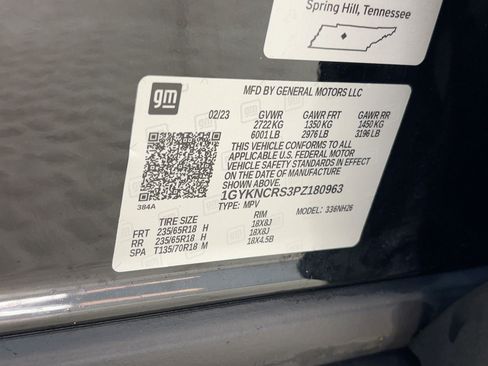 Spring Hill, Tennessee
gm
MFD BY GENERAL MOTORS LLC
02/23 GVWR GAWR FRT GAWR RR
2722 KG 1350 KG 1450 KG
6001 LB 2976 LB 3196 LB
THIS VEHICLE CONFORMS TO ALL
APPLICABLE U.S. FEDERAL MOTOR
VEHICLE SAFETY STANDARDS IN EFFECT
ON THE DATE OF MANUFACTURE
SHOWN ABOVE.
384A
1GYKNCRS3PZ180963
TYPE: MPV MODEL: 336NH26
TIRE SIZE RIM
FRT 235/65R18 H 18X8J
RR 235/65R18 H 18X8J
SPA T135/70R18 M 18X4.5B